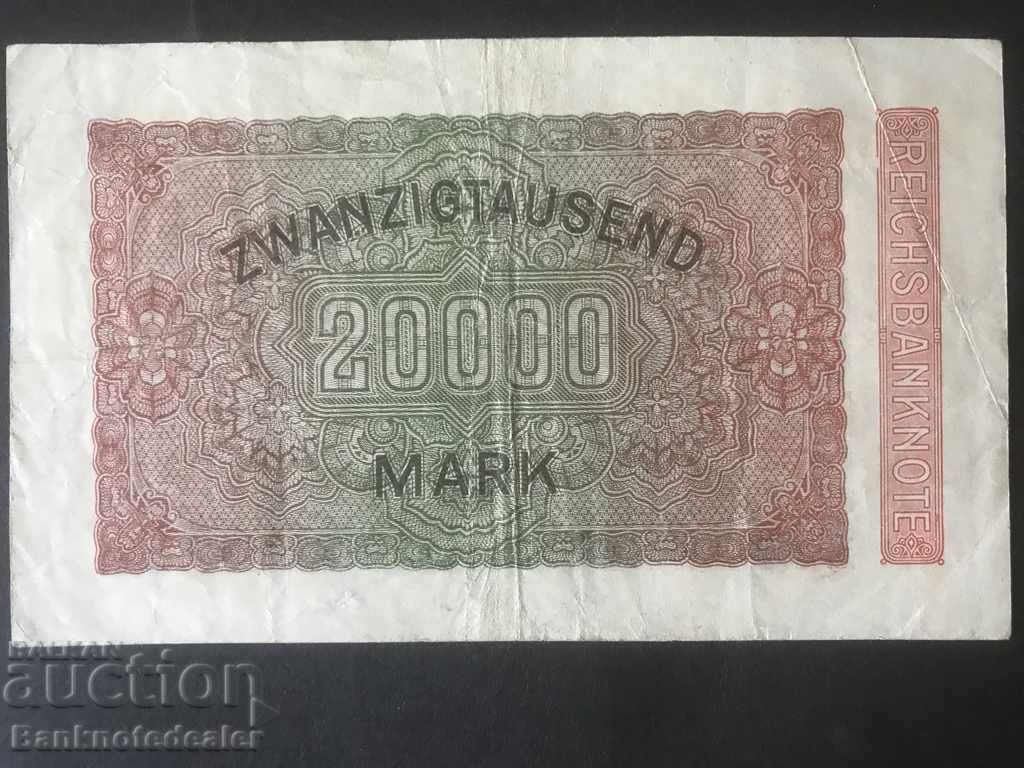 ZWANZIGTAUSEND
20000
MARK
REICHSBANKNOTE
BALKAN
auction
Banknotedealer